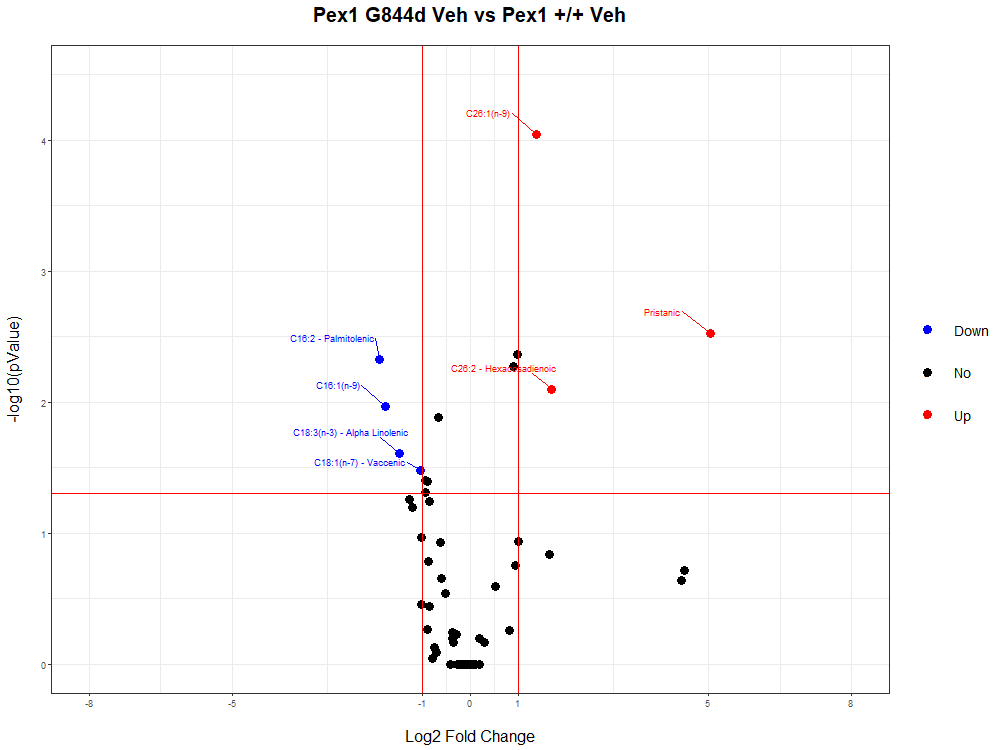 Pex1 G844d Veh vs Pex1 +/+ Veh
-log10(pValue)
4
3
2
1
0
C26:1(n-9)
Pristanic
C16:2 - Palmitolenic
C26:2 - Hexacosadienoic
C16:1(n-9)
C18:3(n-3) - Alpha Linolenic
C18:1(n-7) - Vaccenic
Down
No
Up
-8
-5
-1
0
1
5
8
Log2 Fold Change